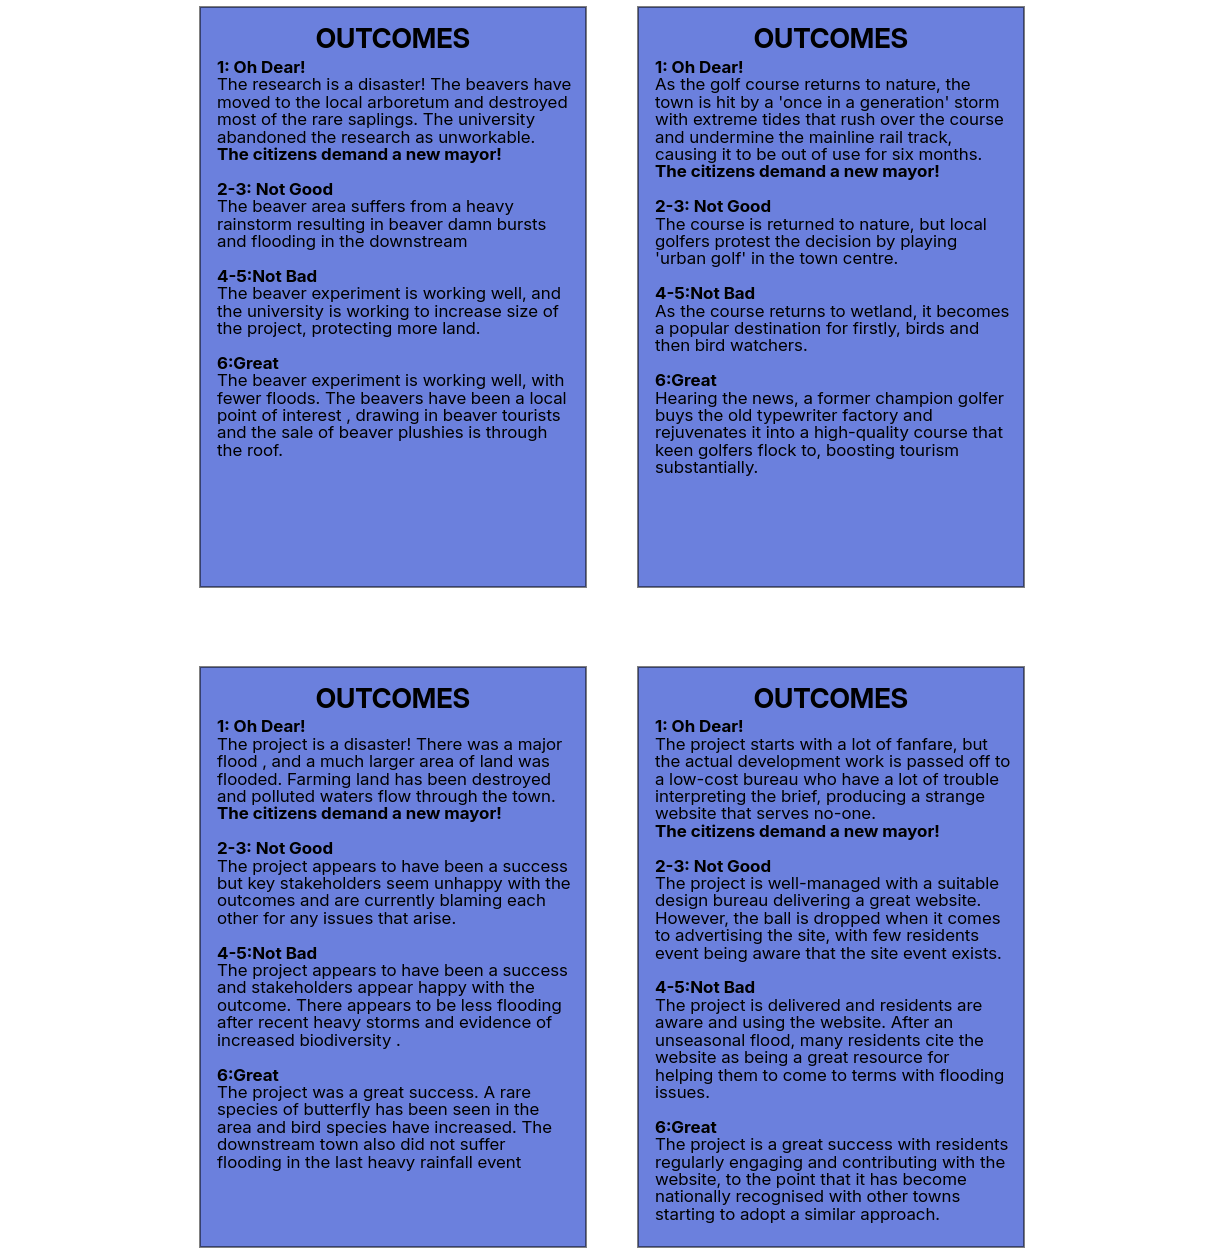 OUTCOMES
1: Oh Dear!
The research is a disaster! The beavers have
moved to the local arboretum and destroyed
most of the rare saplings. The university
abandoned the research as unworkable.
The citizens demand a new mayor!
2-3: Not Good
The beaver area suffers from a heavy
rainstorm resulting in beaver damn bursts
and flooding in the downstream
4-5:Not Bad
The beaver experiment is working well, and
the university is working to increase size of
the project, protecting more land.
6:Great
The beaver experiment is working well, with
fewer floods. The beavers have been a local
point of interest , drawing in beaver tourists
and the sale of beaver plushies is through
the roof.
OUTCOMES
1: Oh Dear!
As the golf course returns to nature, the
town is hit by a 'once in a generation' storm
with extreme tides that rush over the course
and undermine the mainline rail track,
causing it to be out of use for six months.
The citizens demand a new mayor!
2-3: Not Good
The course is returned to nature, but local
golfers protest the decision by playing
'urban golf' in the town centre.
4-5:Not Bad
As the course returns to wetland, it becomes
a popular destination for firstly, birds and
then bird watchers.
6:Great
Hearing the news, a former champion golfer
buys the old typewriter factory and
rejuvenates it into a high-quality course that
keen golfers flock to, boosting tourism
substantially.
OUTCOMES
1: Oh Dear!
The project is a disaster! There was a major
flood , and a much larger area of land was
flooded. Farming land has been destroyed
and polluted waters flow through the town.
The citizens demand a new mayor!
2-3: Not Good
The project appears to have been a success
but key stakeholders seem unhappy with the
outcomes and are currently blaming each
other for any issues that arise.
4-5:Not Bad
The project appears to have been a success
and stakeholders appear happy with the
outcome. There appears to be less flooding
after recent heavy storms and evidence of
increased biodiversity .
6:Great
The project was a great success. A rare
species of butterfly has been seen in the
area and bird species have increased. The
downstream town also did not suffer
flooding in the last heavy rainfall event
OUTCOMES
1: Oh Dear!
The project starts with a lot of fanfare, but
the actual development work is passed off to
a low-cost bureau who have a lot of trouble
interpreting the brief, producing a strange
website that serves no-one.
The citizens demand a new mayor!
2-3: Not Good
The project is well-managed with a suitable
design bureau delivering a great website.
However, the ball is dropped when it comes
to advertising the site, with few residents
event being aware that the site event exists.
4-5:Not Bad
The project is delivered and residents are
aware and using the website. After an
unseasonal flood, many residents cite the
website as being a great resource for
helping them to come to terms with flooding
issues.
6:Great
The project is a great success with residents
regularly engaging and contributing with the
website, to the point that it has become
nationally recognised with other towns
starting to adopt a similar approach.